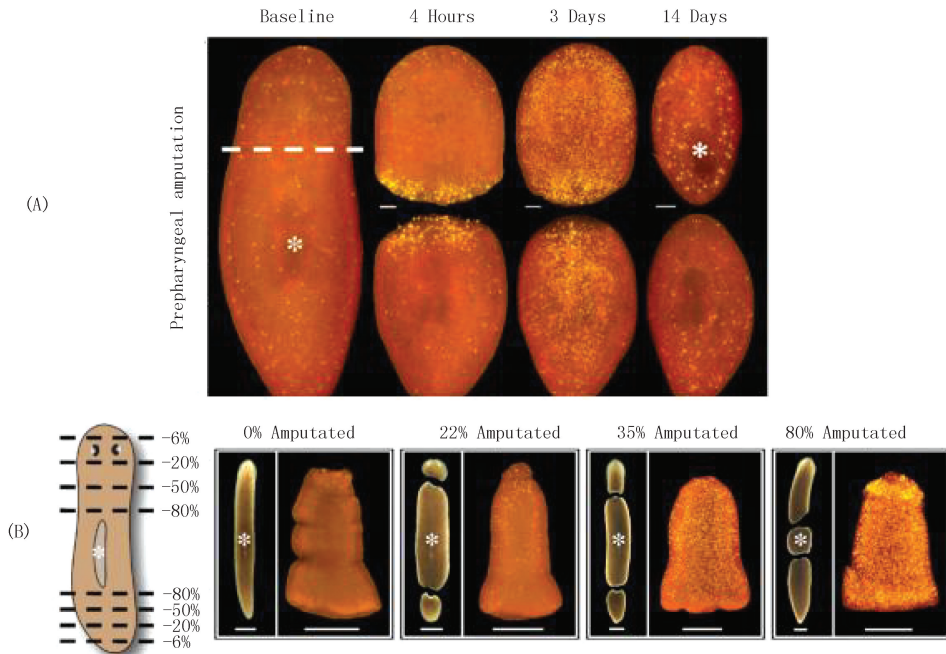 Baseline
4 Hours
3 Days
14 Days
Prepharyngeal amputation
(A)
*
*
(B)
-6%
-20%
-50%
-80%
*
-80%
-50%
-20%
-6%
0% Amputated
22% Amputated
35% Amputated
80% Amputated
*
*
*
*